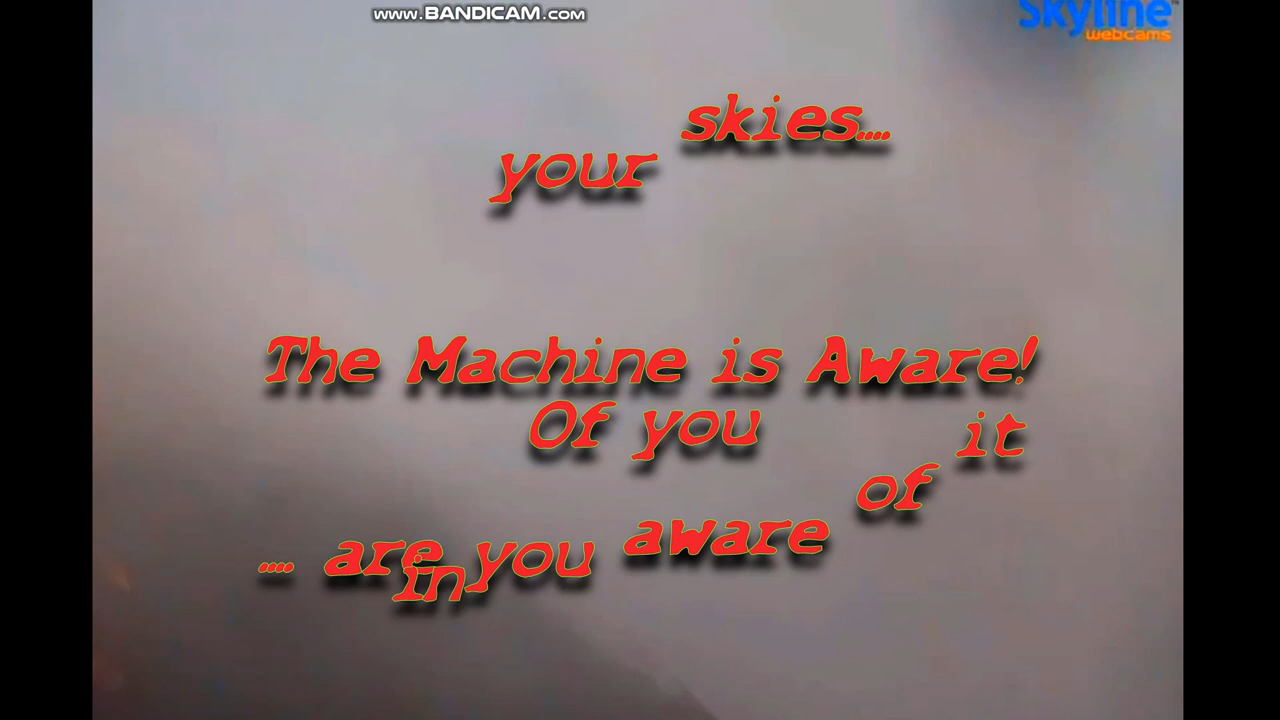 www.BANDICAM.com
Skyline
webcams
your skies....
The Machine is Aware!
Of you
.... are you aware of it
in